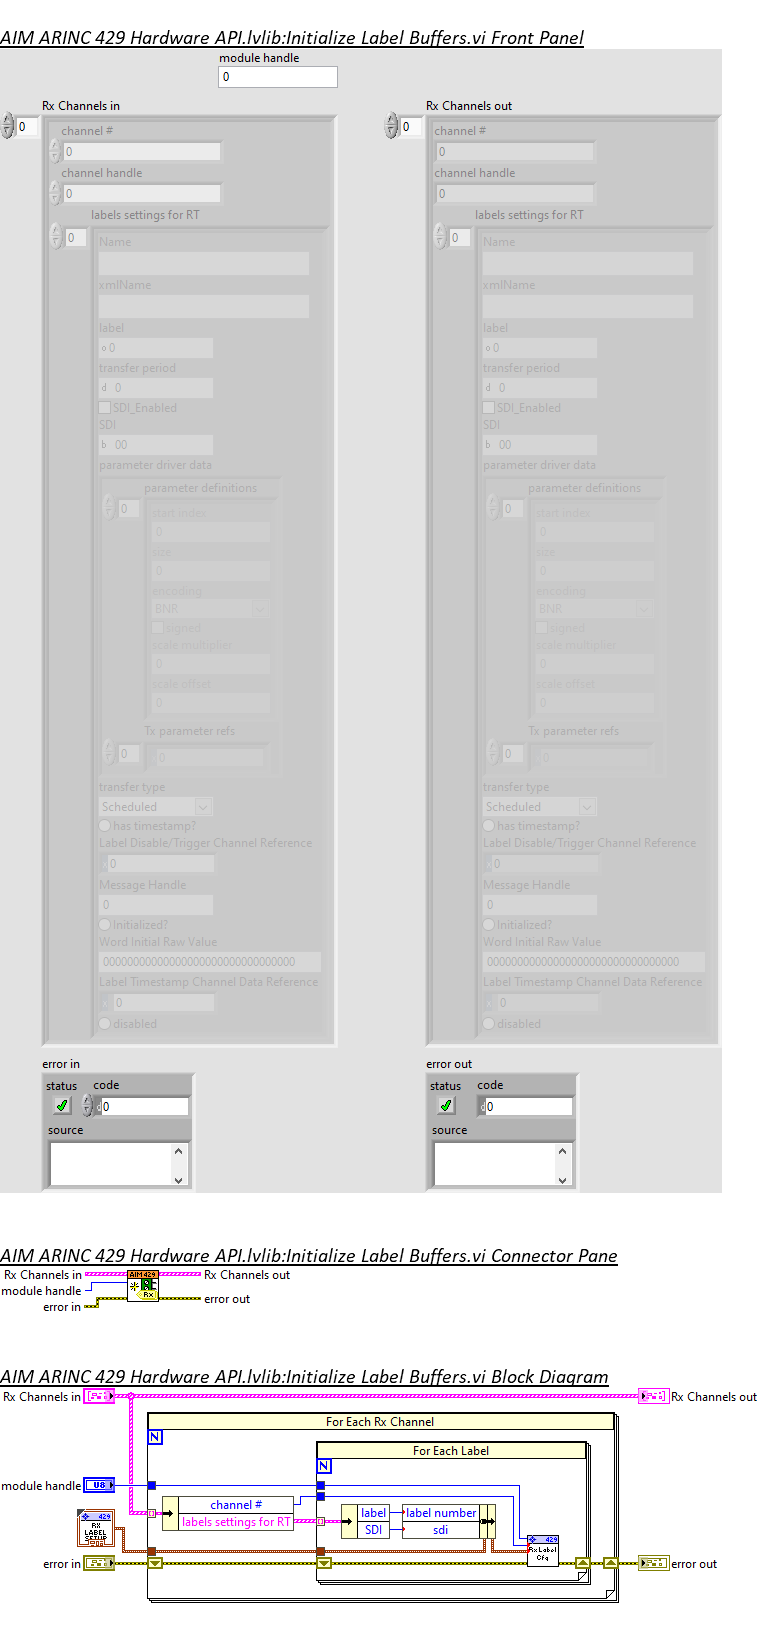 AIM ARINC 429 Hardware API.lvlib:Initialize Label Buffers.vi Front Panel
module handle
0
Rx Channels in
0
channel #
0
channel handle
0
labels settings for RT
0
Name
xmlName
label
o 0
transfer period
d 0
SDI_Enabled
SDI
b 00
parameter driver data
parameter definitions
0
start index
0
size
0
encoding
BNR
signed
scale multiplier
0
scale offset
0
Tx parameter refs
0
0
transfer type
Scheduled
has timestamp?
Label Disable/Trigger Channel Reference
x 0
Message Handle
0
Initialized?
Word Initial Raw Value
00000000000000000000000000000000
Label Timestamp Channel Data Reference
x 0
disabled
Rx Channels out
0
channel #
0
channel handle
0
labels settings for RT
0
Name
xmlName
label
o 0
transfer period
d 0
SDI_Enabled
SDI
b 00
parameter driver data
parameter definitions
0
start index
0
size
0
encoding
BNR
signed
scale multiplier
0
scale offset
0
Tx parameter refs
0
0
transfer type
Scheduled
has timestamp?
Label Disable/Trigger Channel Reference
x 0
Message Handle
0
Initialized?
Word Initial Raw Value
00000000000000000000000000000000
Label Timestamp Channel Data Reference
x 0
disabled
error in
status code
d 0
source
error out
status code
d 0
source
AIM ARINC 429 Hardware API.lvlib:Initialize Label Buffers.vi Connector Pane
Rx Channels in
module handle
error in
AIM 429
Rx
Rx Channels out
error out
AIM ARINC 429 Hardware API.lvlib:Initialize Label Buffers.vi Block Diagram
Rx Channels in
Rx Channels out
For Each Rx Channel
N
For Each Label
N
module handle
U8
channel #
labels settings for RT
label
SDI
label number
sdi
429
RX
LABEL
SETUP
429
Rx Label
Cfg
error in
error out